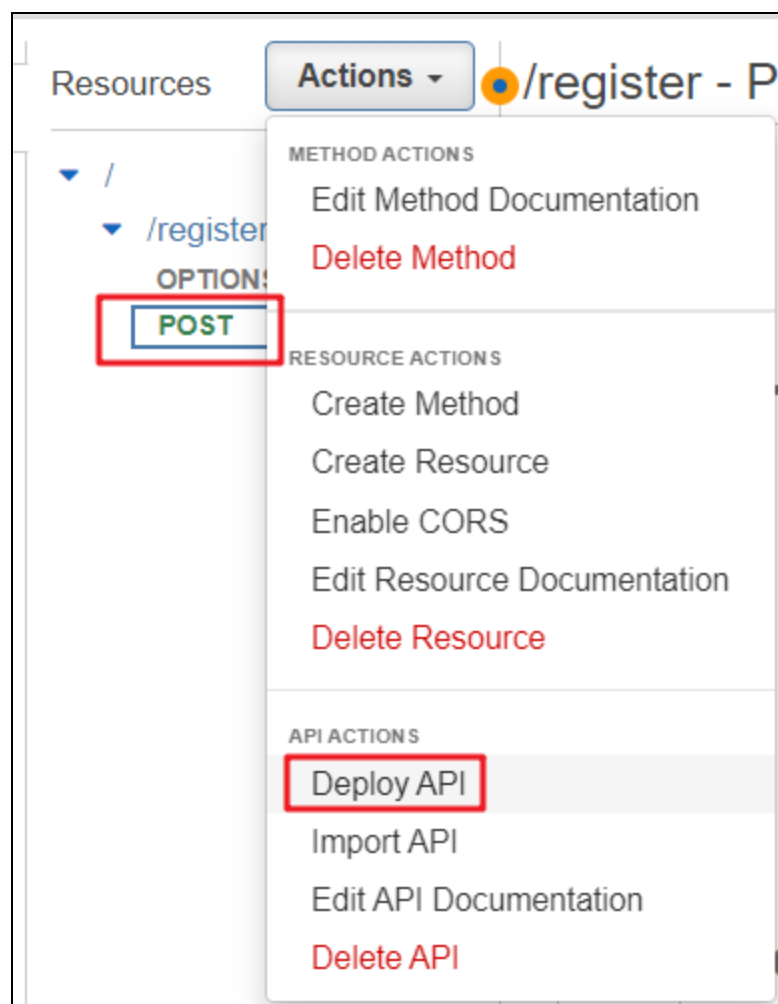 Resources
Actions
/register - P
METHOD ACTIONS
/
Edit Method Documentation
/register
Delete Method
OPTIONS
POST
RESOURCE ACTIONS
Create Method
Create Resource
Enable CORS
Edit Resource Documentation
Delete Resource
API ACTIONS
Deploy API
Import API
Edit API Documentation
Delete API